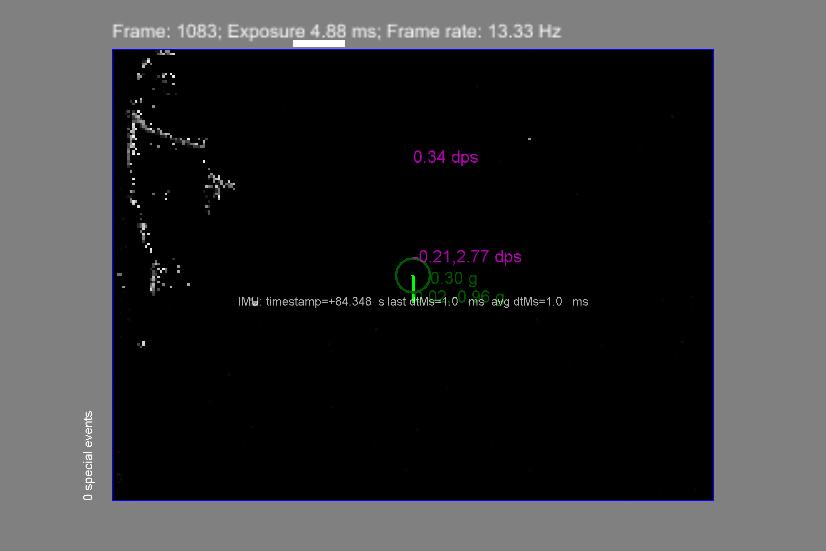 Frame: 1083; Exposure 4.88 ms; Frame rate: 13.33 Hz
0.34 dps
-0.21,2.77 dps
0.30 g
0.96 g
IMU: timestamp=+84.348 s last dtMs=1.0 ms avg dtMs=1.0 ms
0 special events